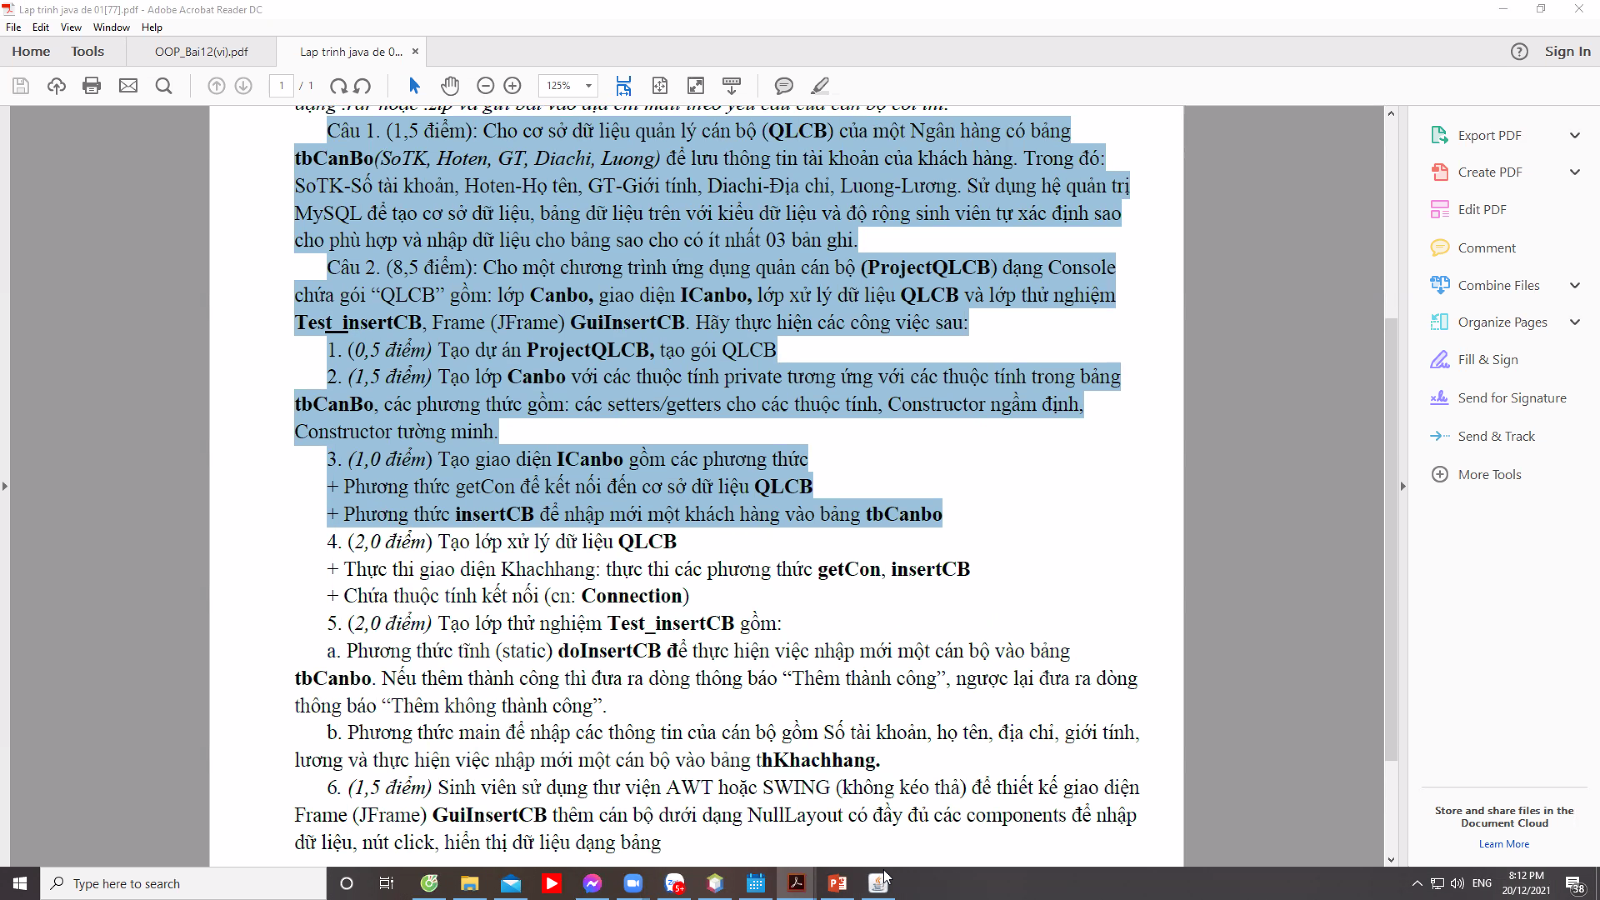 Lap trinh java de 01[77].pdf - Adobe Acrobat Reader DC
File Edit View Window Help
Home Tools OOP_Bai12(vi).pdf Lap trinh java de 0... × Sign In
1 / 1 125%
dạng .rar hoặc .zip và gửi bài vào địa chỉ mail theo yêu cầu của cán bộ coi thi.
Câu 1. (1,5 điểm): Cho cơ sở dữ liệu quản lý cán bộ (QLCB) của một Ngân hàng có bảng
tbCanBo(SoTK, Hoten, GT, Diachi, Luong) để lưu thông tin tài khoản của khách hàng. Trong đó:
SoTK-Số tài khoản, Hoten-Họ tên, GT-Giới tính, Diachi-Địa chỉ, Luong-Lương. Sử dụng hệ quản trị
MySQL để tạo cơ sở dữ liệu, bảng dữ liệu trên với kiểu dữ liệu và độ rộng sinh viên tự xác định sao
cho phù hợp và nhập dữ liệu cho bảng sao cho có ít nhất 03 bản ghi.
Câu 2. (8,5 điểm): Cho một chương trình ứng dụng quản cán bộ (ProjectQLCB) dạng Console
chứa gói “QLCB” gồm: lớp Canbo, giao diện ICanbo, lớp xử lý dữ liệu QLCB và lớp thử nghiệm
Test_insertCB, Frame (JFrame) GuiInsertCB. Hãy thực hiện các công việc sau:
1. (0,5 điểm) Tạo dự án ProjectQLCB, tạo gói QLCB
2. (1,5 điểm) Tạo lớp Canbo với các thuộc tính private tương ứng với các thuộc tính trong bảng
tbCanBo, các phương thức gồm: các setters/getters cho các thuộc tính, Constructor ngầm định,
Constructor tường minh.
3. (1,0 điểm) Tạo giao diện ICanbo gồm các phương thức
+ Phương thức getCon để kết nối đến cơ sở dữ liệu QLCB
+ Phương thức insertCB để nhập mới một khách hàng vào bảng tbCanbo
4. (2,0 điểm) Tạo lớp xử lý dữ liệu QLCB
+ Thực thi giao diện Khachhang: thực thi các phương thức getCon, insertCB
+ Chứa thuộc tính kết nối (cn: Connection)
5. (2,0 điểm) Tạo lớp thử nghiệm Test_insertCB gồm:
a. Phương thức tĩnh (static) doInsertCB để thực hiện việc nhập mới một cán bộ vào bảng
tbCanbo. Nếu thêm thành công thì đưa ra dòng thông báo “Thêm thành công”, ngược lại đưa ra dòng
thông báo “Thêm không thành công”.
b. Phương thức main để nhập các thông tin của cán bộ gồm Số tài khoản, họ tên, địa chỉ, giới tính,
lương và thực hiện việc nhập mới một cán bộ vào bảng thKhachhang.
6. (1,5 điểm) Sinh viên sử dụng thư viện AWT hoặc SWING (không kéo thả) để thiết kế giao diện
Frame (JFrame) GuiInsertCB thêm cán bộ dưới dạng NullLayout có đầy đủ các components để nhập
dữ liệu, nút click, hiển thị dữ liệu dạng bảng
Export PDF
Create PDF
Edit PDF
Comment
Combine Files
Organize Pages
Fill & Sign
Send for Signature
Send & Track
More Tools
Store and share files in the
Document Cloud
Learn More
Type here to search
5+
ENG
8:12 PM
20/12/2021
38